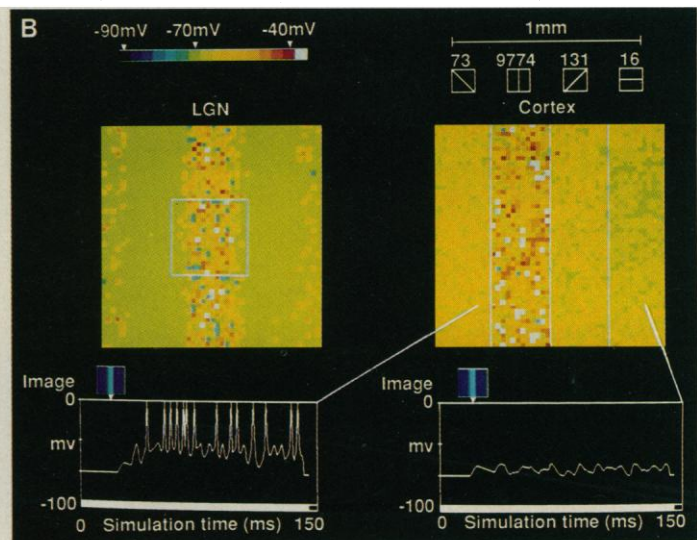 B
-90mV -70mV -40mV
1mm
73 9774 131 16
LGN Cortex
Image
0
mv
-100
0 Simulation time (ms) 150
Image
0
mv
-100
0 Simulation time (ms) 150